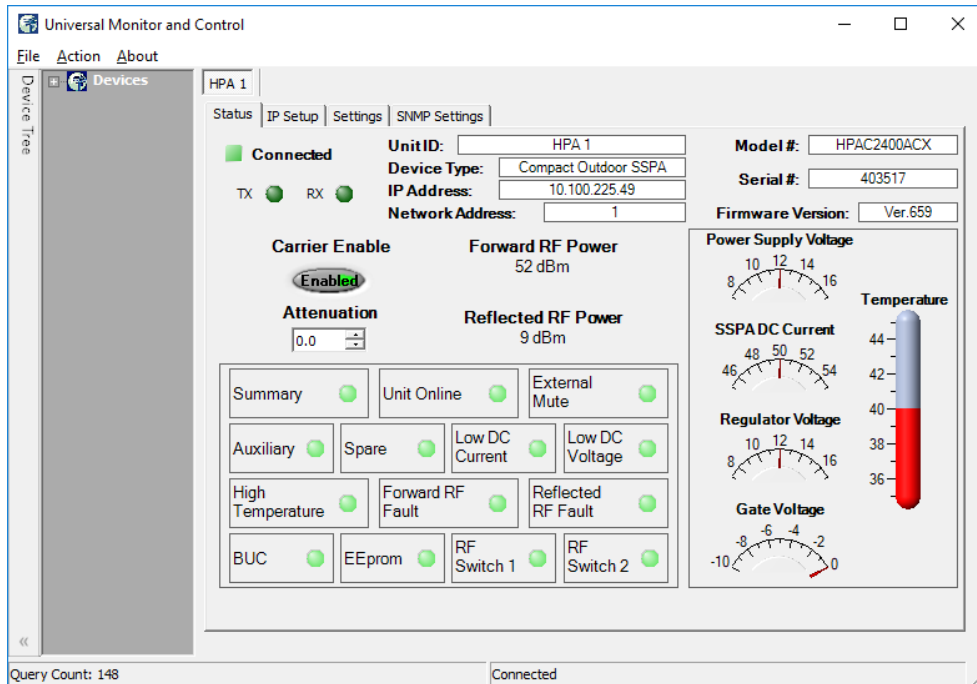 Universal Monitor and Control
File Action About
Device Tree
Devices
HPA 1
Status IP Setup Settings SNMP Settings
Connected
TX RX
Unit ID: HPA 1
Device Type: Compact Outdoor SSPA
IP Address: 10.100.225.49
Network Address: 1
Model #: HPAC2400ACX
Serial #: 403517
Firmware Version: Ver.659
Carrier Enable
Enabled
Attenuation
0.0
Forward RF Power
52 dBm
Reflected RF Power
9 dBm
Summary
Unit Online
External
Mute
Auxiliary
Spare
Low DC
Current
Low DC
Voltage
High
Temperature
Forward RF
Fault
Reflected
RF Fault
BUC
EEprom
RF
Switch 1
RF
Switch 2
Power Supply Voltage
8 10 12 14 16
SSPA DC Current
46 48 50 52 54
Regulator Voltage
8 10 12 14 16
Gate Voltage
-10 -8 -6 -4 -2 0
Temperature
44
42
40
38
36
«
Query Count: 148
Connected